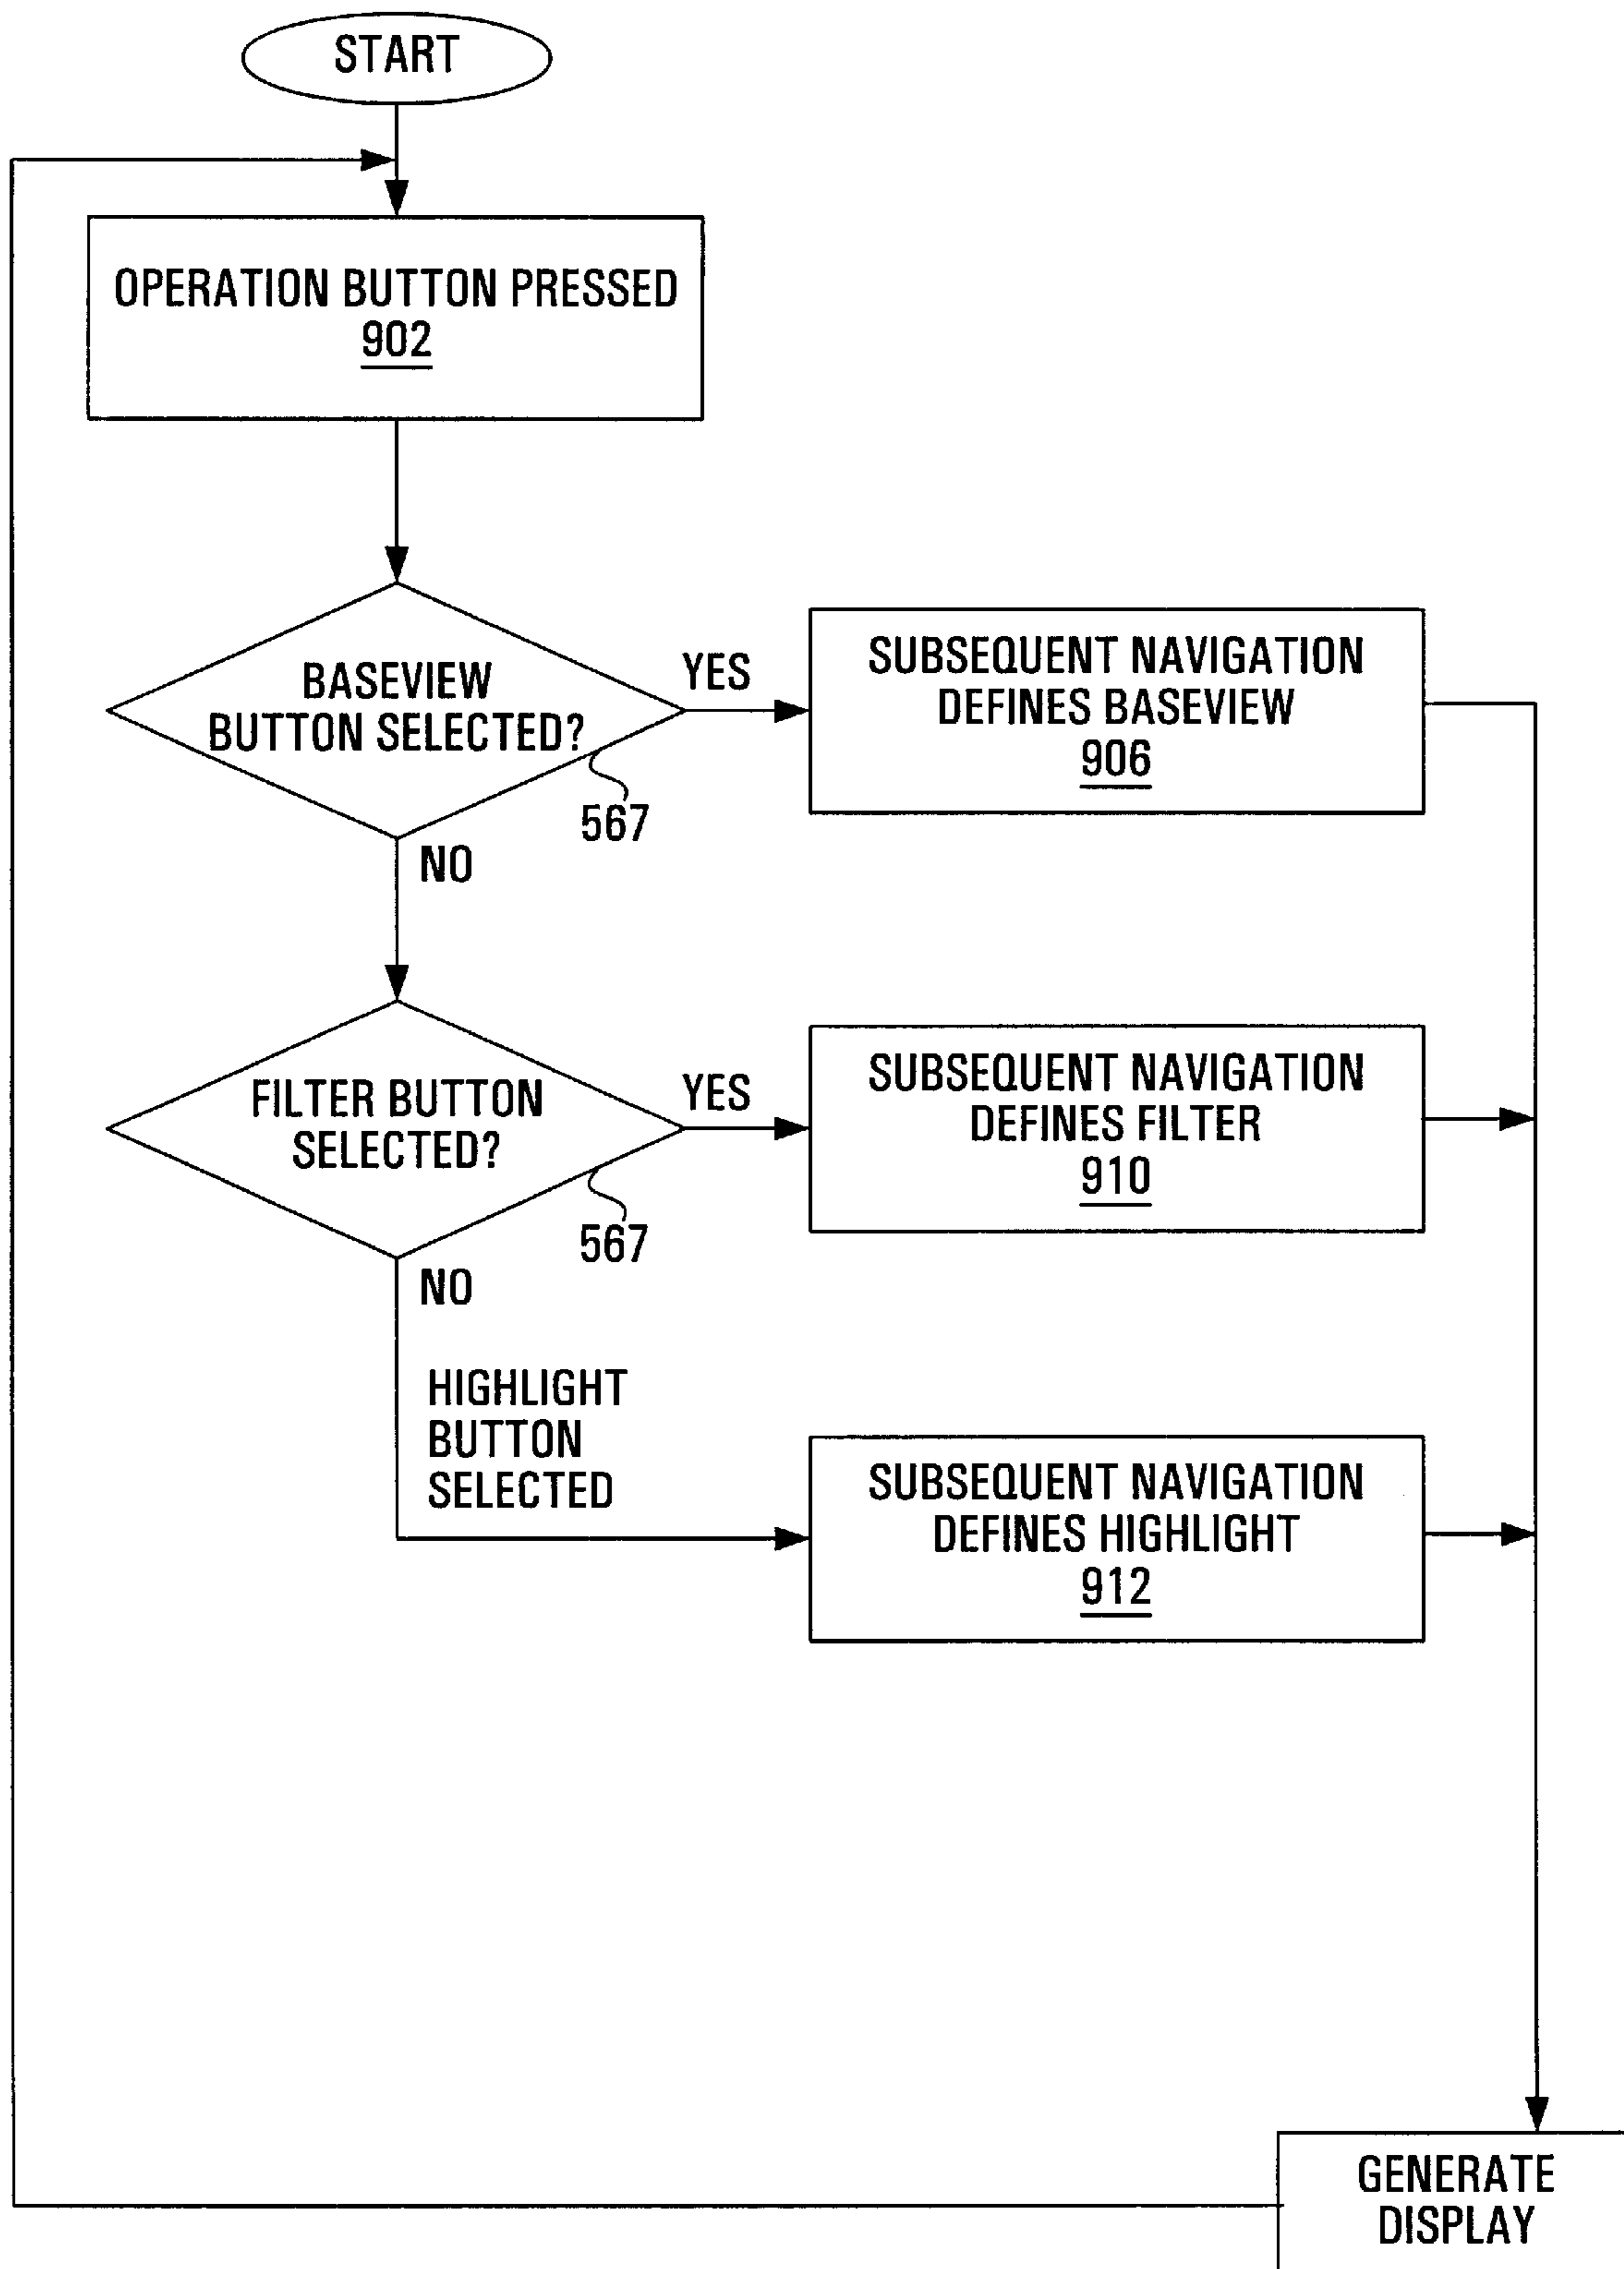 START
OPERATION BUTTON PRESSED
902
BASEVIEW
BUTTON SELECTED?
YES
567
NO
SUBSEQUENT NAVIGATION
DEFINES BASEVIEW
906
FILTER BUTTON
SELECTED?
YES
567
NO
SUBSEQUENT NAVIGATION
DEFINES FILTER
910
HIGHLIGHT
BUTTON
SELECTED
SUBSEQUENT NAVIGATION
DEFINES HIGHLIGHT
912
GENERATE
DISPLAY